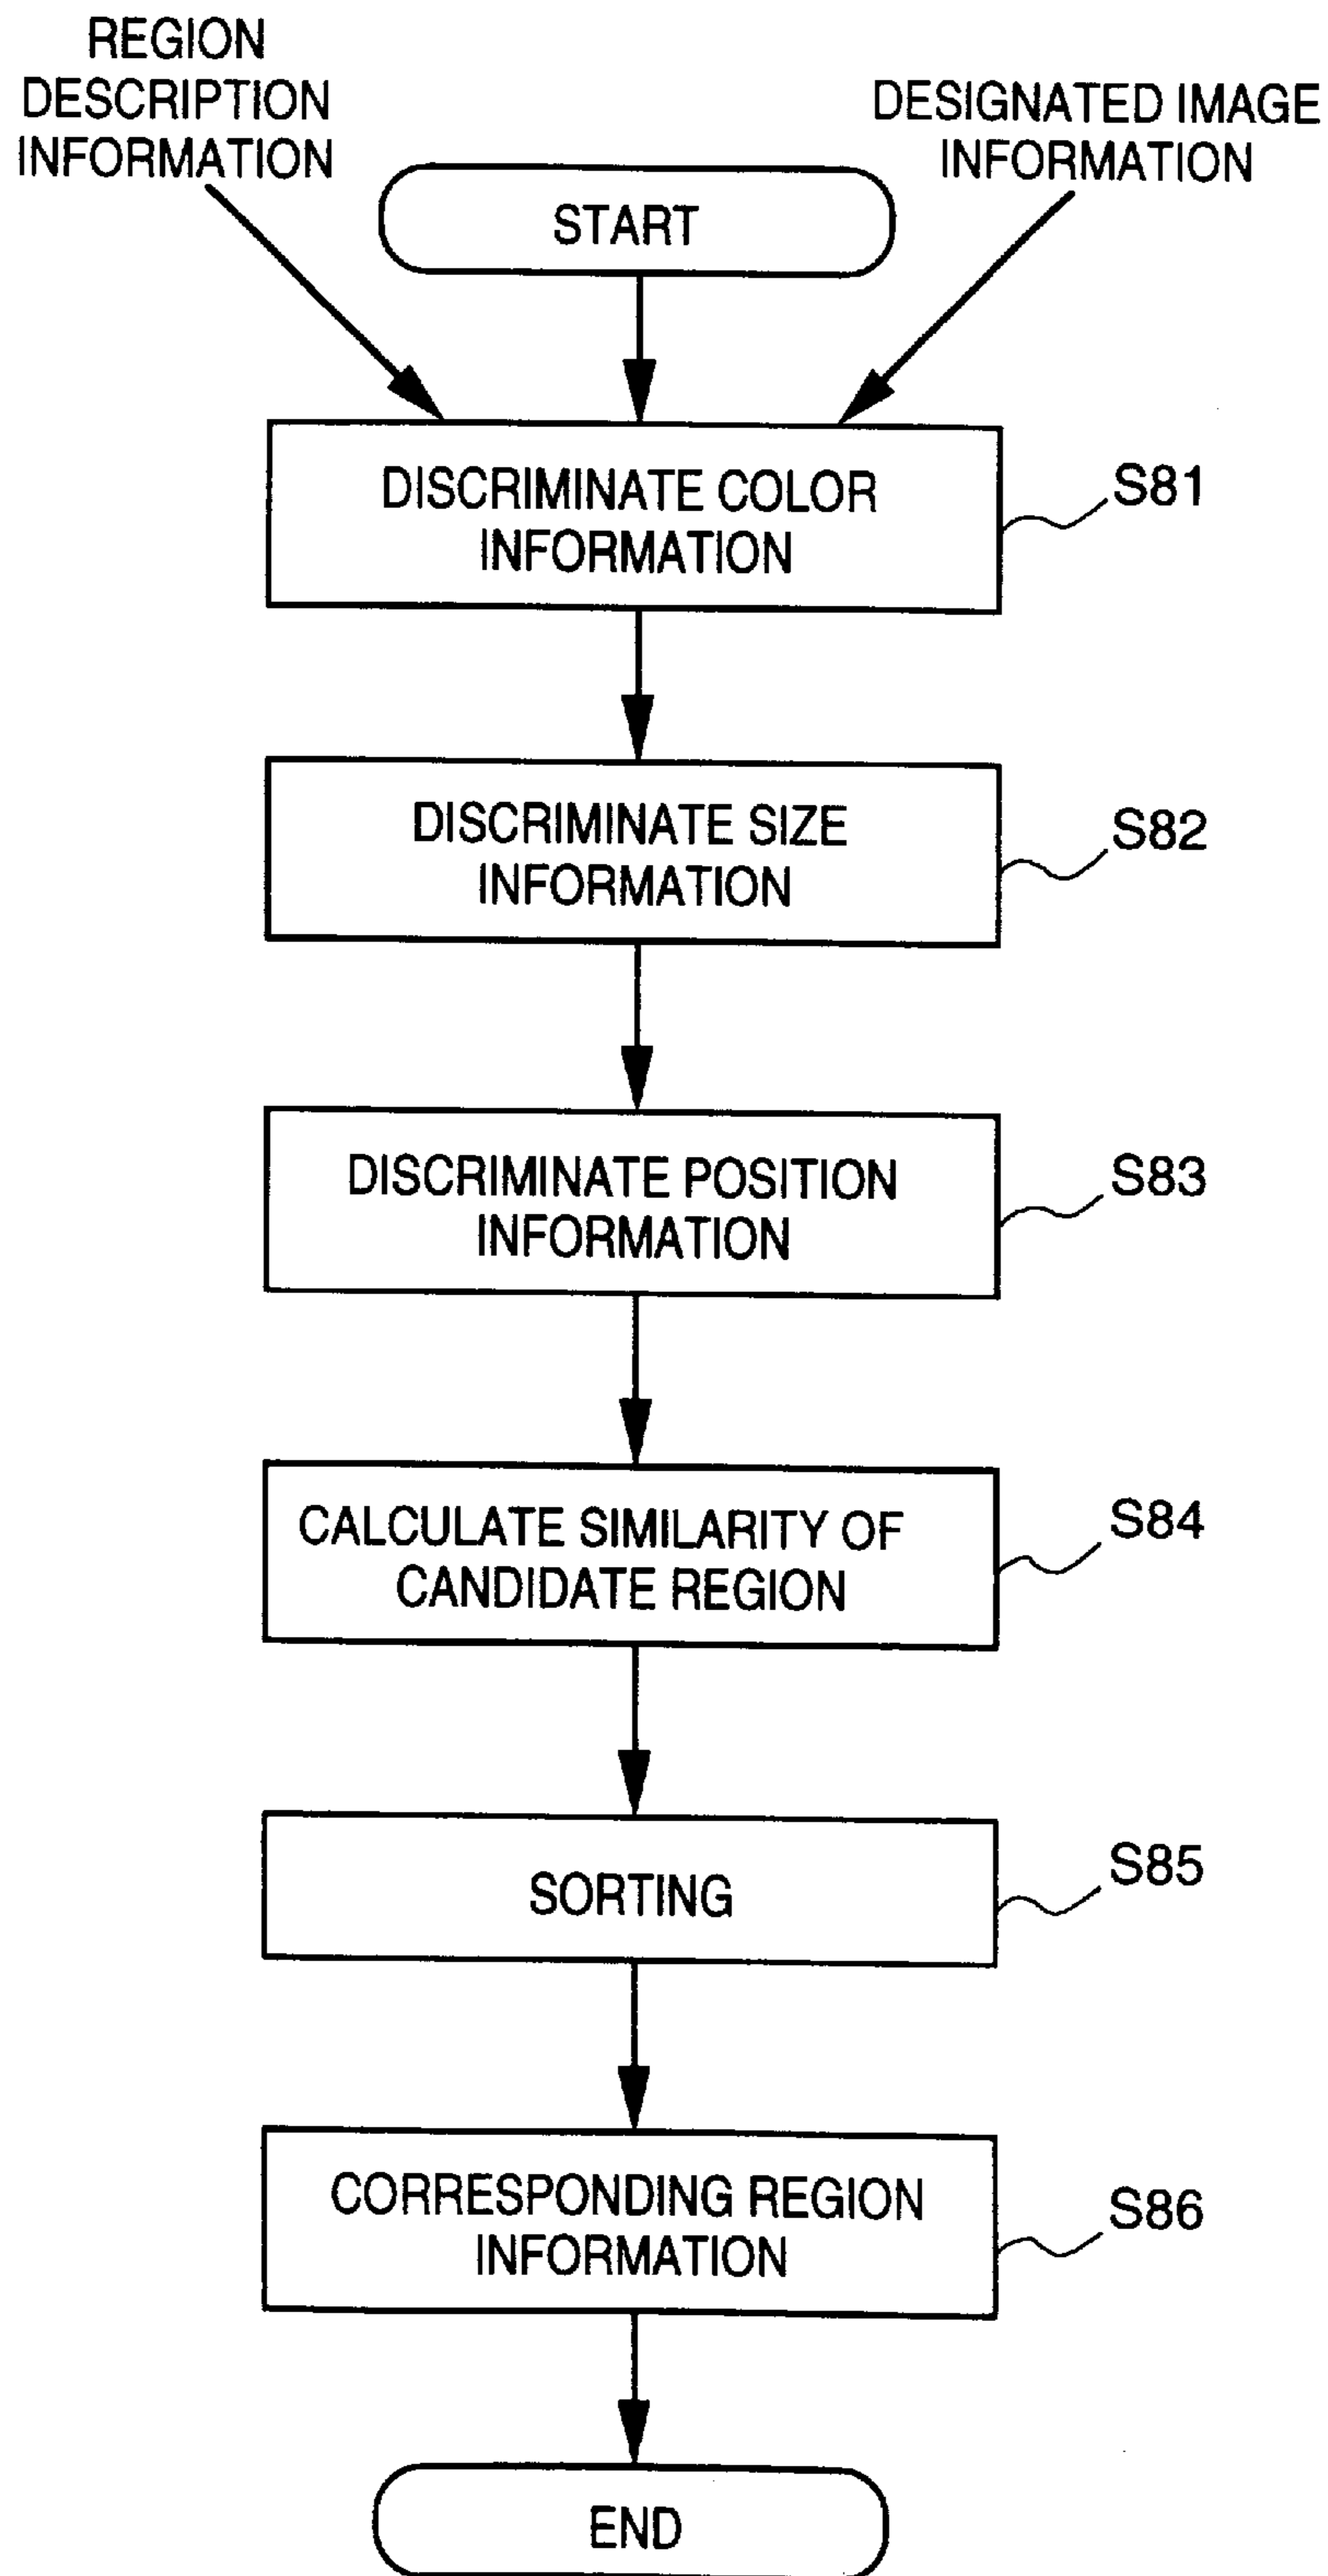 REGION
DESCRIPTION
INFORMATION
DESIGNATED IMAGE
INFORMATION
START
DISCRIMINATE COLOR
INFORMATION
S81
DISCRIMINATE SIZE
INFORMATION
S82
DISCRIMINATE POSITION
INFORMATION
S83
CALCULATE SIMILARITY OF
CANDIDATE REGION
S84
SORTING
S85
CORRESPONDING REGION
INFORMATION
S86
END